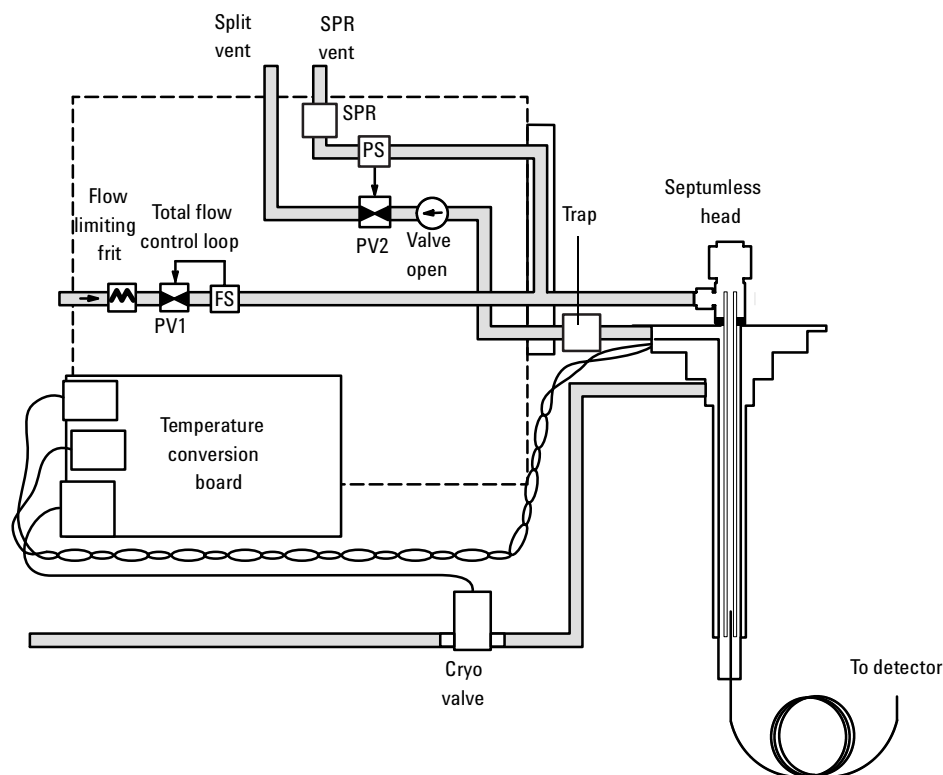 Split
vent
SPR
vent
SPR
PS
Septumless
head
Flow
limiting
frit
Total flow
control loop
Trap
PV2
Valve
open
FS
PV1
Temperature
conversion
board
To detector
Cryo
valve